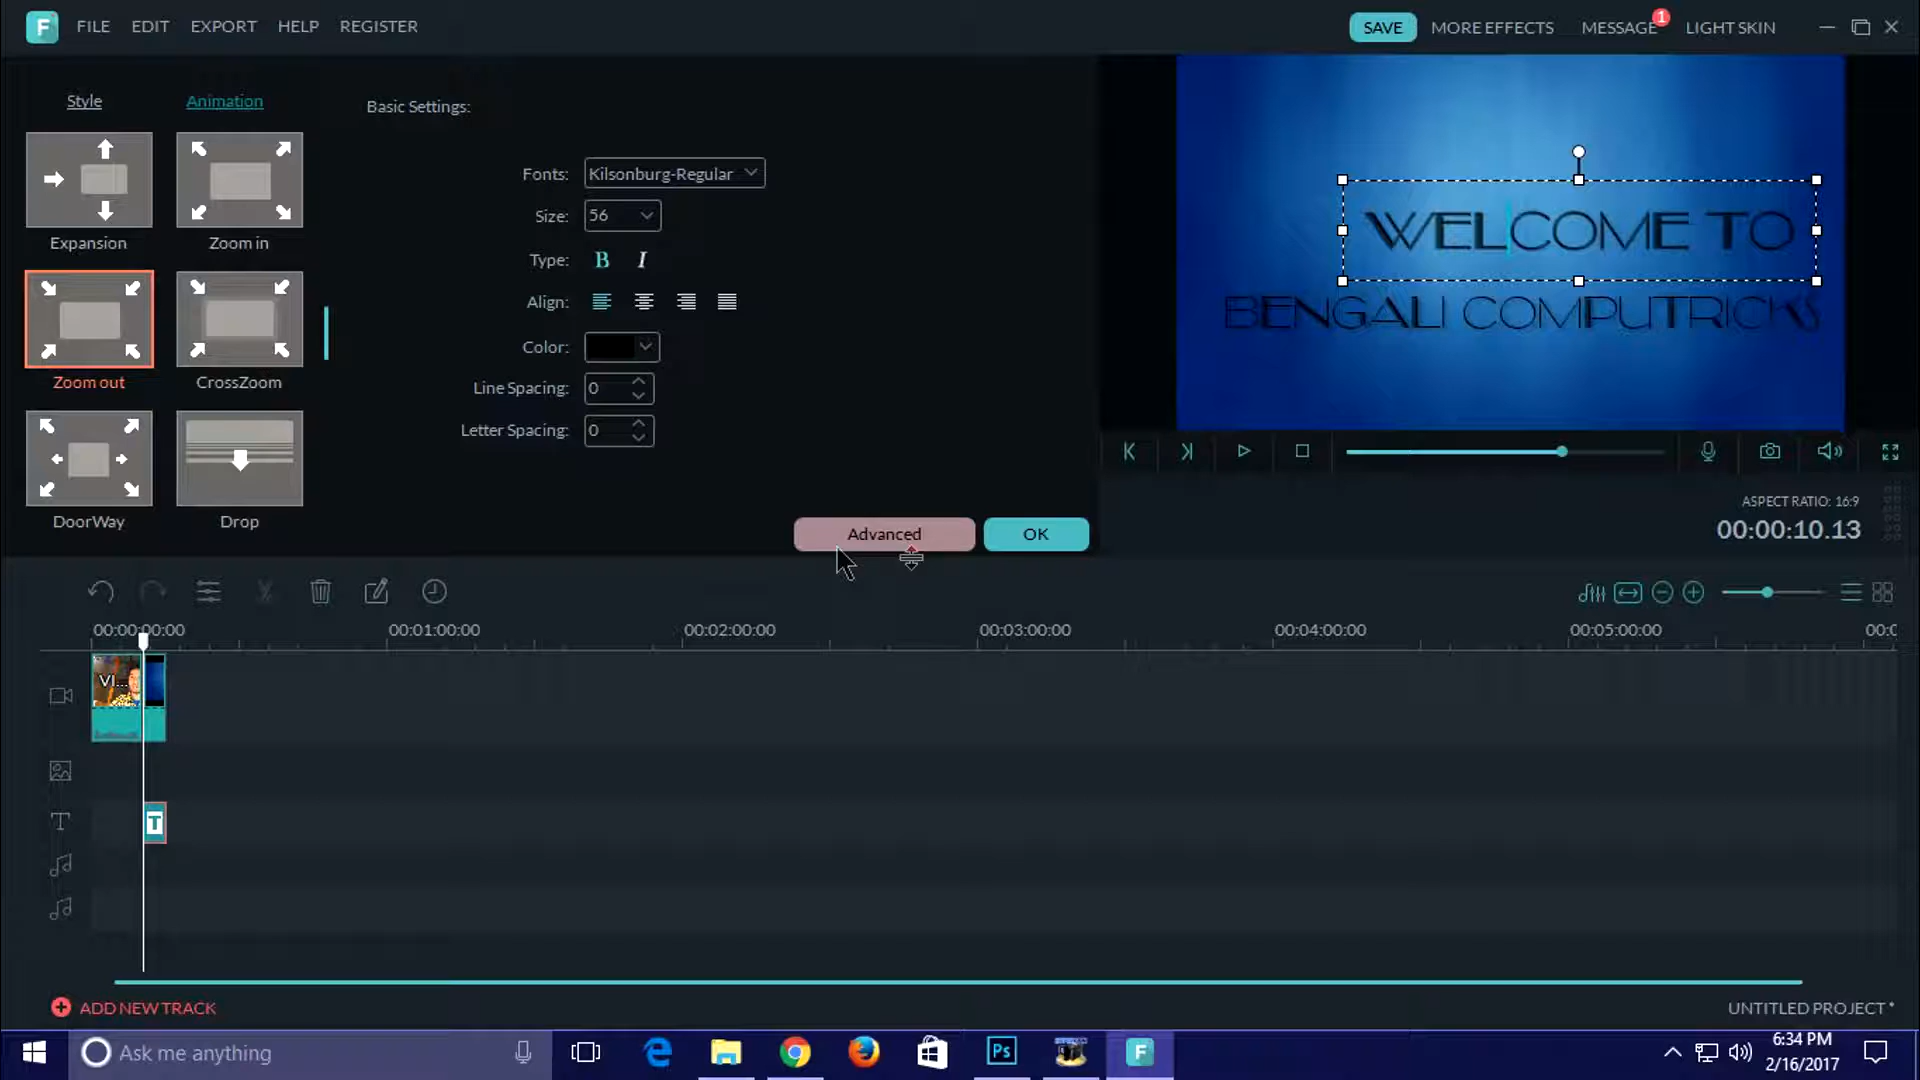 F FILE EDIT EXPORT HELP REGISTER SAVE MORE EFFECTS MESSAGE 1 LIGHT SKIN
Style Animation
Basic Settings:
Expansion Zoom in
Zoom out CrossZoom
DoorWay Drop
Fonts: Kilsonburg-Regular
Size: 56
Type: B I
Align:
Color:
Line Spacing: 0
Letter Spacing: 0
Advanced OK
WELCOME TO
BENGALI COMPUTRICKS
ASPECT RATIO: 16:9
00:00:10.13
00:00:00:00 00:01:00:00 00:02:00:00 00:03:00:00 00:04:00:00 00:05:00:00 00:0
VI...
T
T
ADD NEW TRACK
UNTITLED PROJECT *
Ask me anything
Ps
F
6:34 PM
2/16/2017